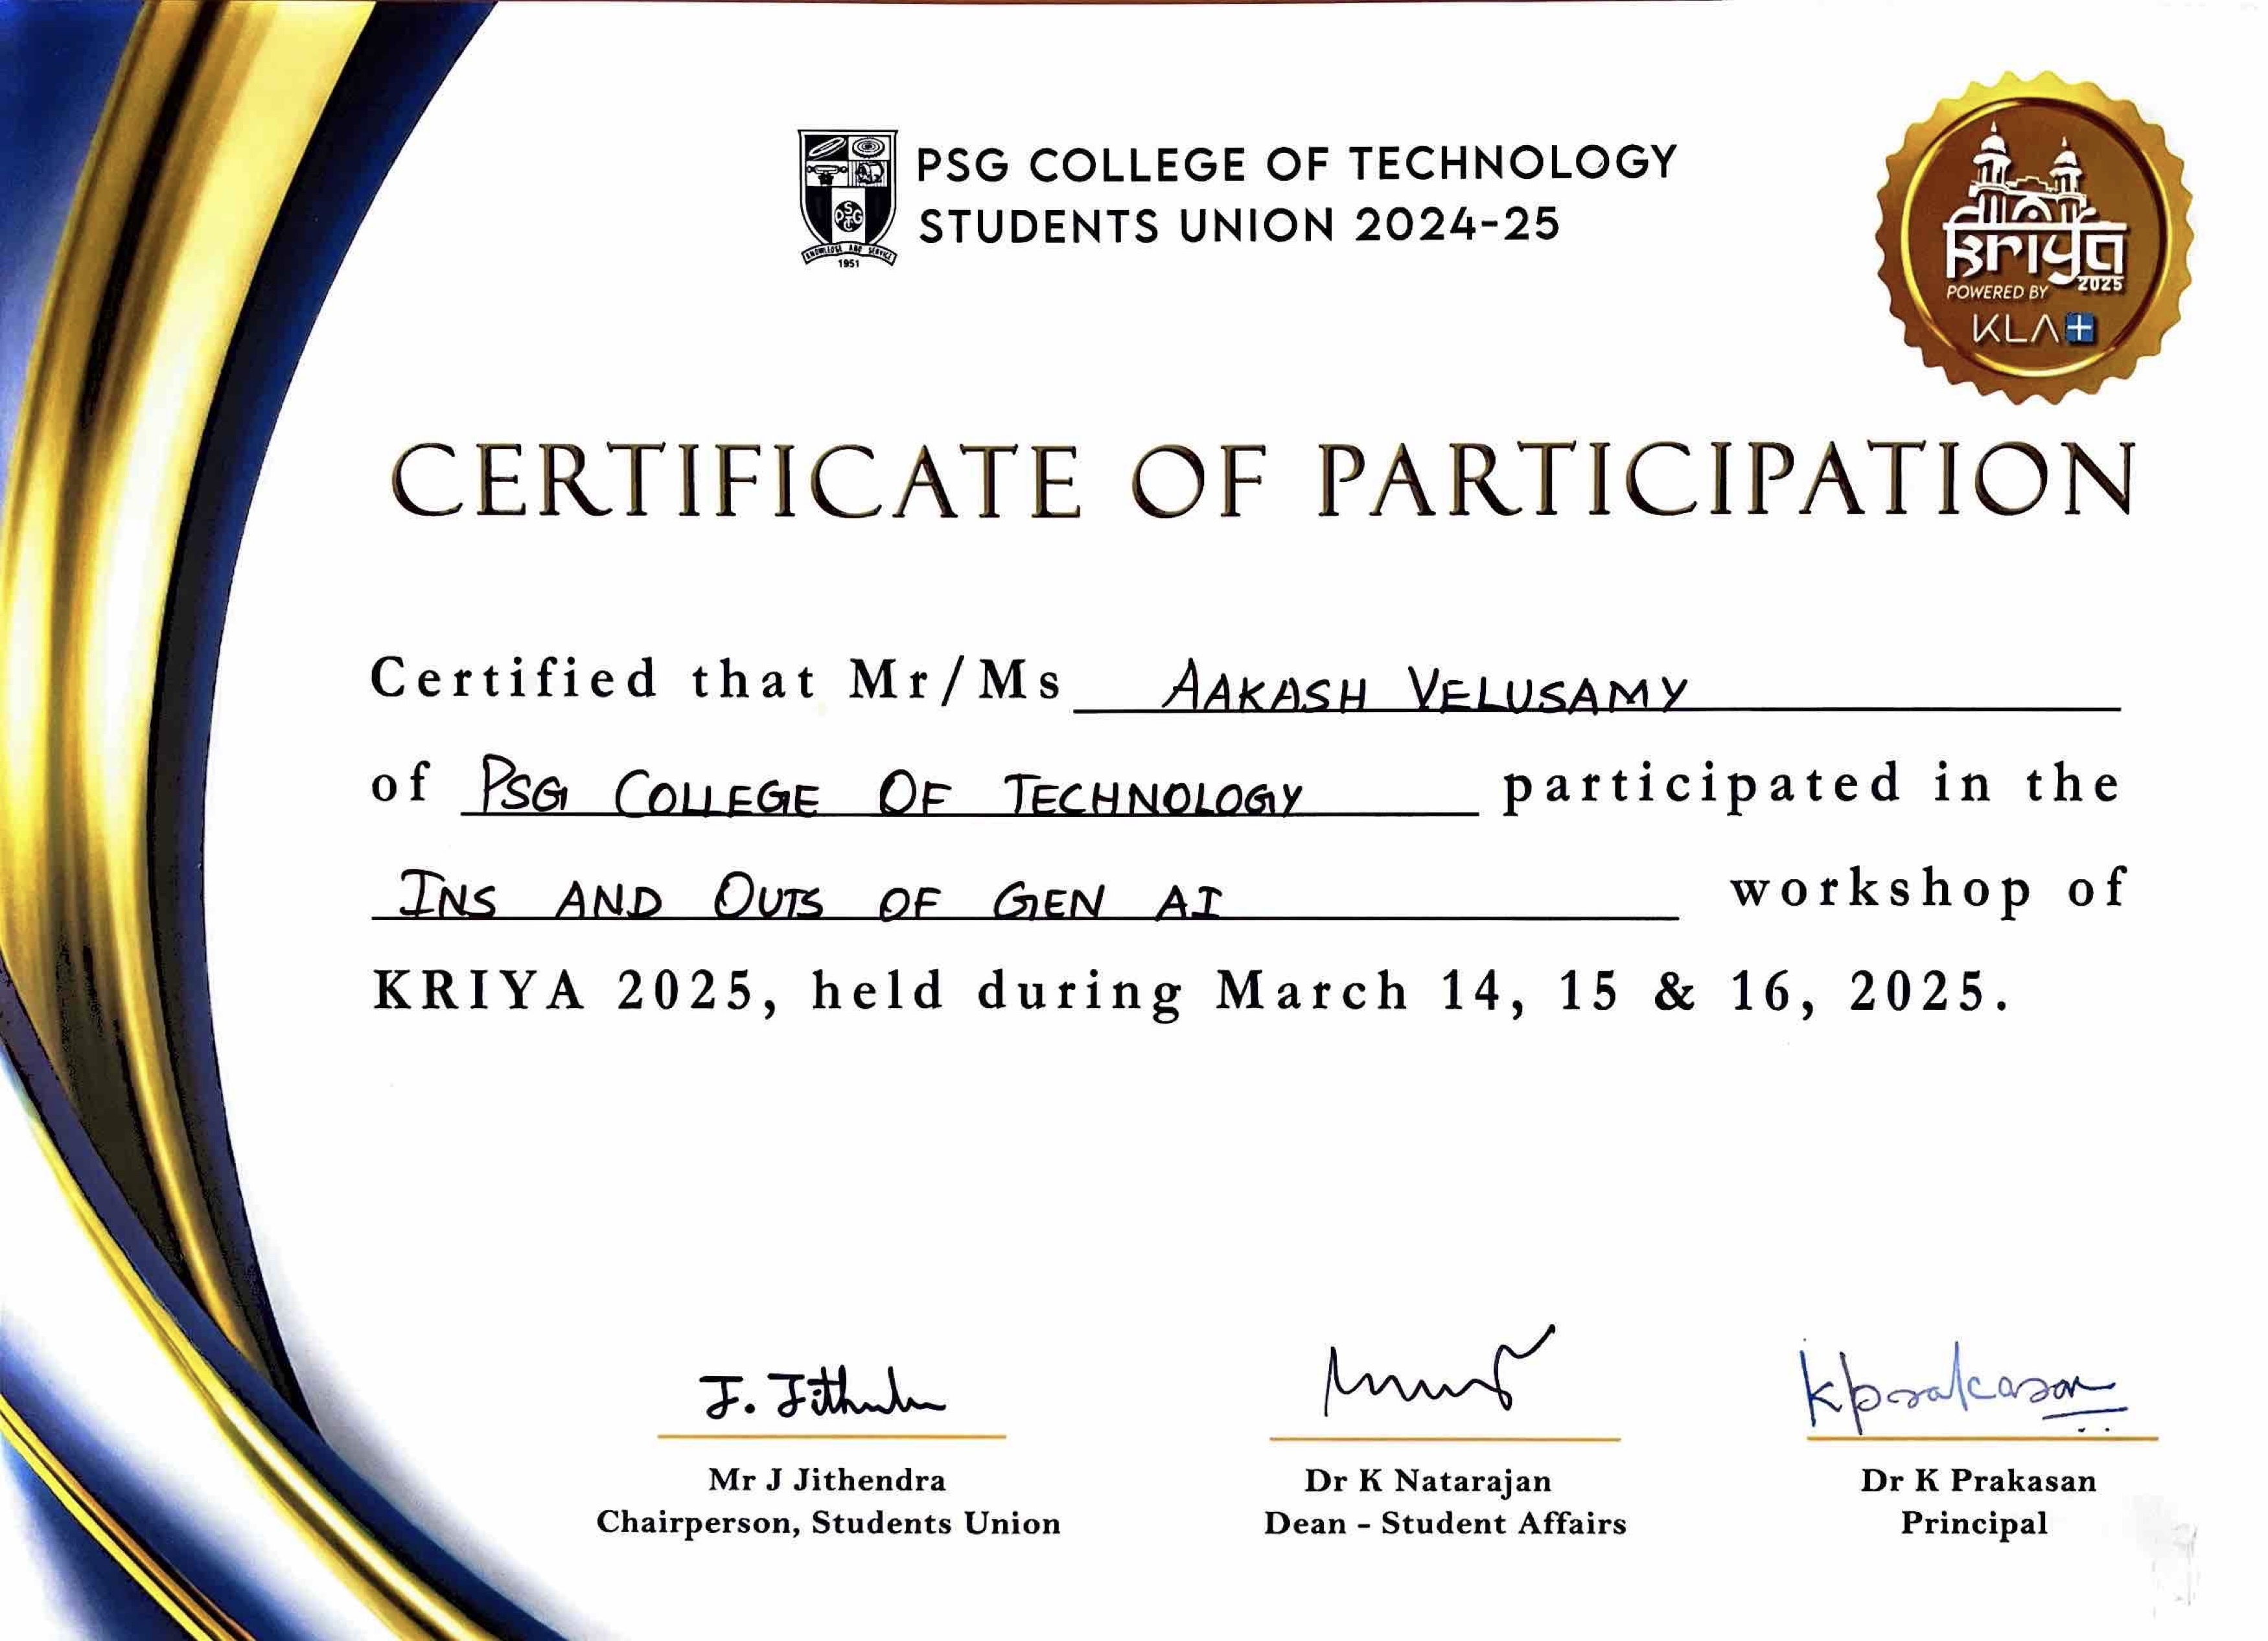 PSG COLLEGE OF TECHNOLOGY
STUDENTS UNION 2024-25
PSG TECH
KNOWLEDGE AND SERVICE
1951
Kriya
2025
POWERED BY
KLA+
CERTIFICATE OF PARTICIPATION
Certified that Mr/Ms AAKASH VELUSAMY
of PSG COLLEGE OF TECHNOLOGY participated in the
INS AND OUTS OF GEN AI workshop of
KRIYA 2025, held during March 14, 15 & 16, 2025.
J. Jithendra
kprakasan
Mr J Jithendra
Chairperson, Students Union
Dr K Natarajan
Dean - Student Affairs
Dr K Prakasan
Principal